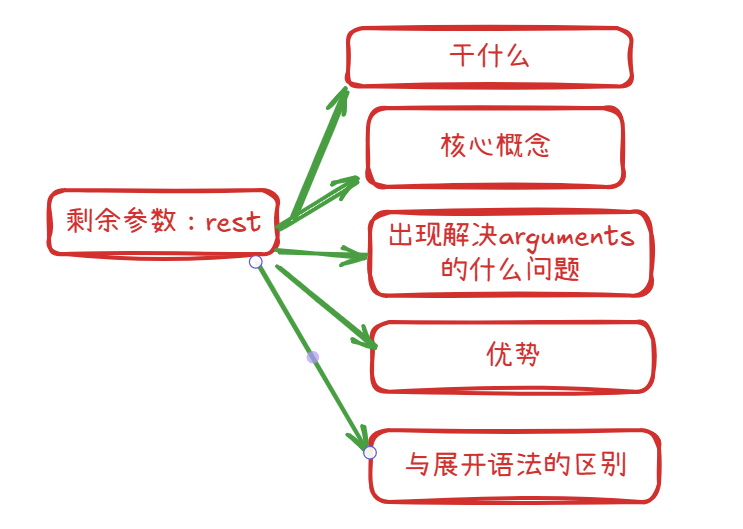 干什么
核心概念
剩余参数：rest
出现解决arguments
的什么问题
优势
与展开语法的区别